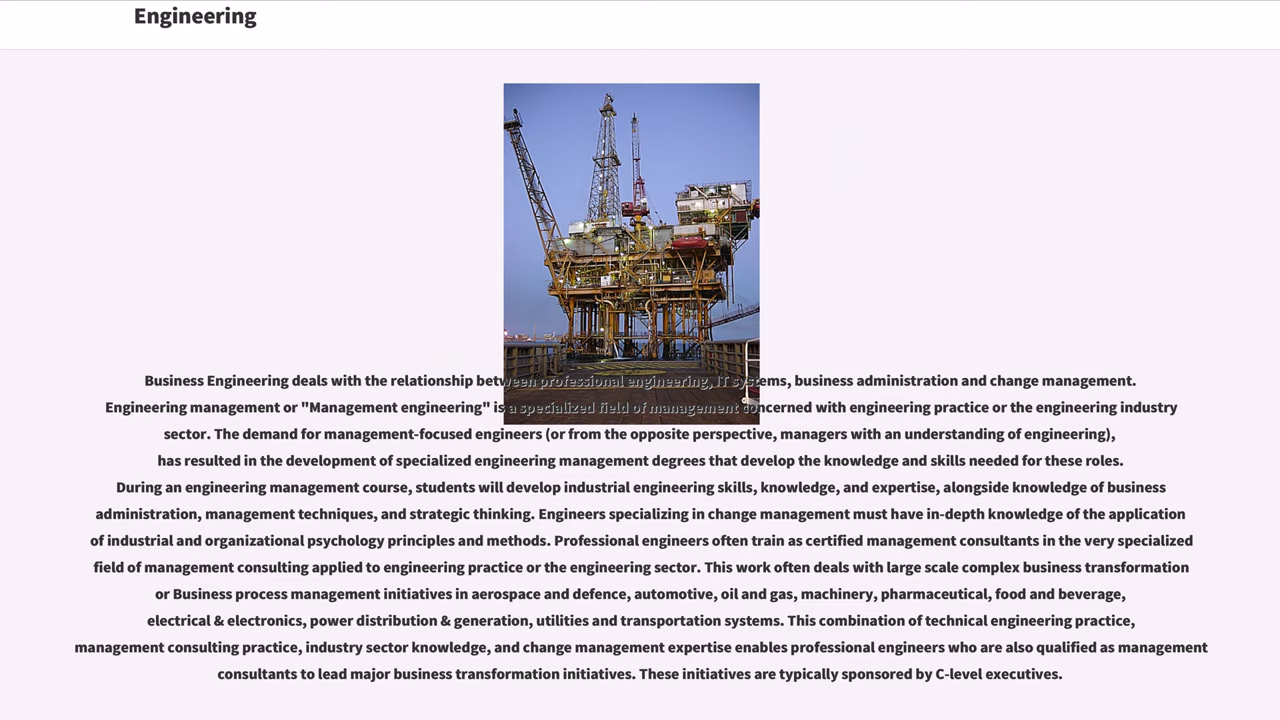 Engineering
Business Engineering deals with the relationship between professional engineering, IT systems, business administration and change management.
Engineering management or "Management engineering" is a specialized field of management concerned with engineering practice or the engineering industry
sector. The demand for management-focused engineers (or from the opposite perspective, managers with an understanding of engineering),
has resulted in the development of specialized engineering management degrees that develop the knowledge and skills needed for these roles.
During an engineering management course, students will develop industrial engineering skills, knowledge, and expertise, alongside knowledge of business
administration, management techniques, and strategic thinking. Engineers specializing in change management must have in-depth knowledge of the application
of industrial and organizational psychology principles and methods. Professional engineers often train as certified management consultants in the very specialized
field of management consulting applied to engineering practice or the engineering sector. This work often deals with large scale complex business transformation
or Business process management initiatives in aerospace and defence, automotive, oil and gas, machinery, pharmaceutical, food and beverage,
electrical & electronics, power distribution & generation, utilities and transportation systems. This combination of technical engineering practice,
management consulting practice, industry sector knowledge, and change management expertise enables professional engineers who are also qualified as management
consultants to lead major business transformation initiatives. These initiatives are typically sponsored by C-level executives.